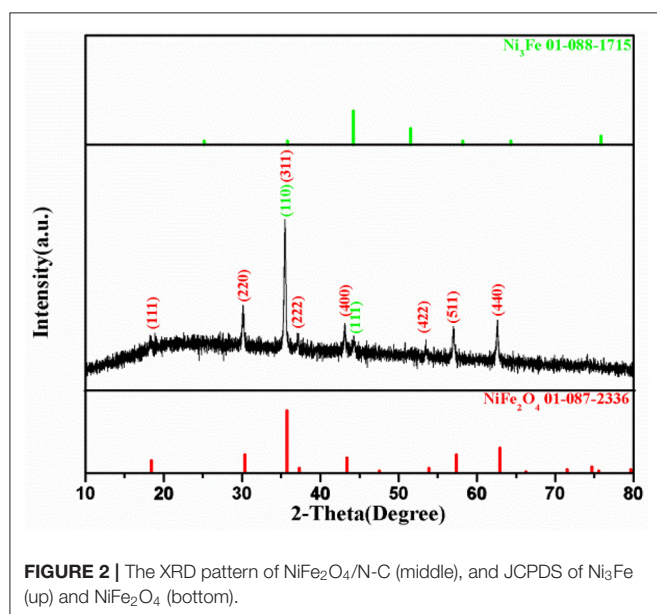 Ni₃Fe 01-088-1715
Intensity(a.u.)
(111)
(220)
(110)
(311)
(222)
(400)
(111)
(422)
(511)
(440)
NiFe₂O₄ 01-087-2336
10 20 30 40 50 60 70 80
2-Theta(Degree)
FIGURE 2 | The XRD pattern of NiFe₂O₄/N-C (middle), and JCPDS of Ni₃Fe
(up) and NiFe₂O₄ (bottom).